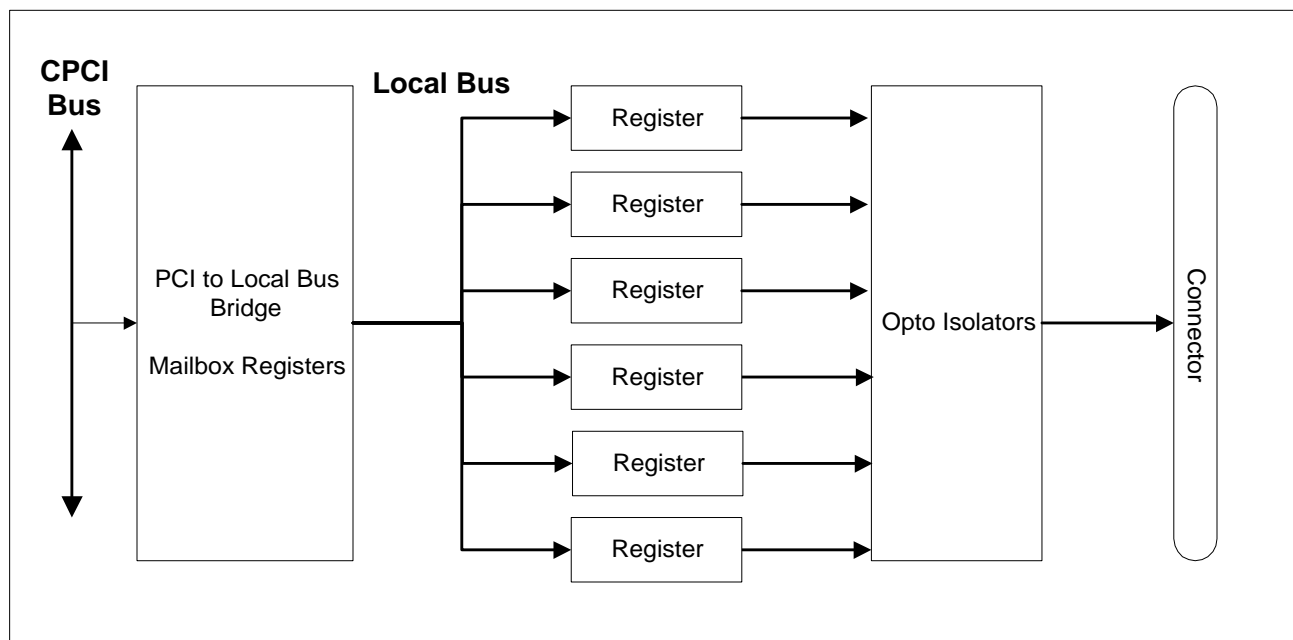 CPCI
Bus
Local Bus
PCI to Local Bus
Bridge
Mailbox Registers
Register
Register
Register
Register
Register
Register
Opto Isolators
Connector